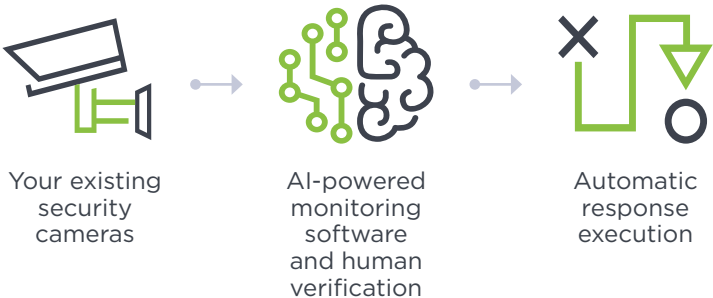 Your existing
security
cameras
AI-powered
monitoring
software
and human
verification
Automatic
response
execution